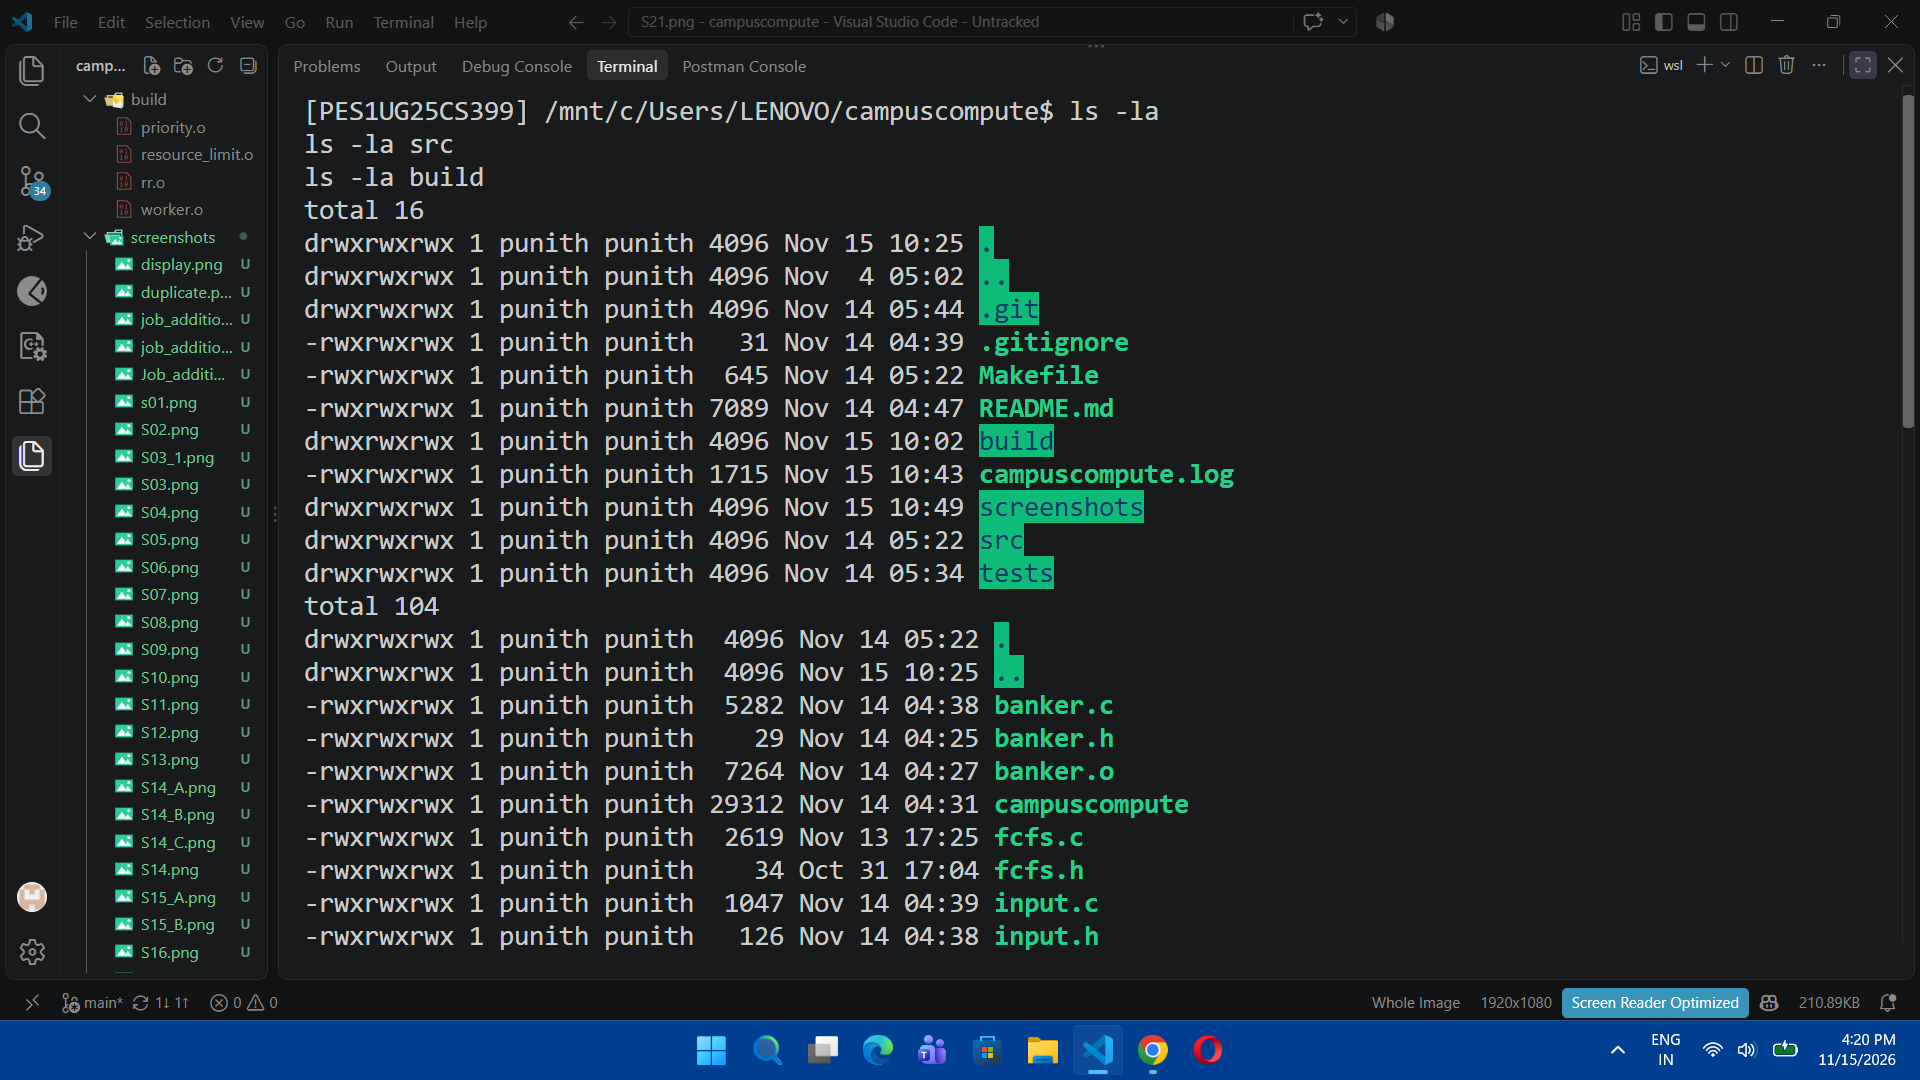 File Edit Selection View Go Run Terminal Help
S21.png - campuscompute - Visual Studio Code - Untracked
camp...
build
priority.o
resource_limit.o
rr.o
worker.o
screenshots
display.png U
duplicate.p... U
job_additio... U
job_additio... U
Job_additi... U
s01.png U
S02.png U
S03_1.png U
S03.png U
S04.png U
S05.png U
S06.png U
S07.png U
S08.png U
S09.png U
S10.png U
S11.png U
S12.png U
S13.png U
S14_A.png U
S14_B.png U
S14_C.png U
S14.png U
S15_A.png U
S15_B.png U
S16.png U
34
Problems Output Debug Console Terminal Postman Console
wsl
[PES1UG25CS399] /mnt/c/Users/LENOVO/campuscompute$ ls -la
ls -la src
ls -la build
total 16
drwxrwxrwx 1 punith punith 4096 Nov 15 10:25 .
drwxrwxrwx 1 punith punith 4096 Nov  4 05:02 ..
drwxrwxrwx 1 punith punith 4096 Nov 14 05:44 .git
-rwxrwxrwx 1 punith punith   31 Nov 14 04:39 .gitignore
-rwxrwxrwx 1 punith punith  645 Nov 14 05:22 Makefile
-rwxrwxrwx 1 punith punith 7089 Nov 14 04:47 README.md
drwxrwxrwx 1 punith punith 4096 Nov 15 10:02 build
-rwxrwxrwx 1 punith punith 1715 Nov 15 10:43 campuscompute.log
drwxrwxrwx 1 punith punith 4096 Nov 15 10:49 screenshots
drwxrwxrwx 1 punith punith 4096 Nov 14 05:22 src
drwxrwxrwx 1 punith punith 4096 Nov 14 05:34 tests
total 104
drwxrwxrwx 1 punith punith  4096 Nov 14 05:22 .
drwxrwxrwx 1 punith punith  4096 Nov 15 10:25 ..
-rwxrwxrwx 1 punith punith  5282 Nov 14 04:38 banker.c
-rwxrwxrwx 1 punith punith    29 Nov 14 04:25 banker.h
-rwxrwxrwx 1 punith punith  7264 Nov 14 04:27 banker.o
-rwxrwxrwx 1 punith punith 29312 Nov 14 04:31 campuscompute
-rwxrwxrwx 1 punith punith  2619 Nov 13 17:25 fcfs.c
-rwxrwxrwx 1 punith punith    34 Oct 31 17:04 fcfs.h
-rwxrwxrwx 1 punith punith  1047 Nov 14 04:39 input.c
-rwxrwxrwx 1 punith punith   126 Nov 14 04:38 input.h
main* 1↓ 1↑ 0 0
Whole Image 1920x1080 Screen Reader Optimized 210.89KB
ENG
IN
4:20 PM
11/15/2026